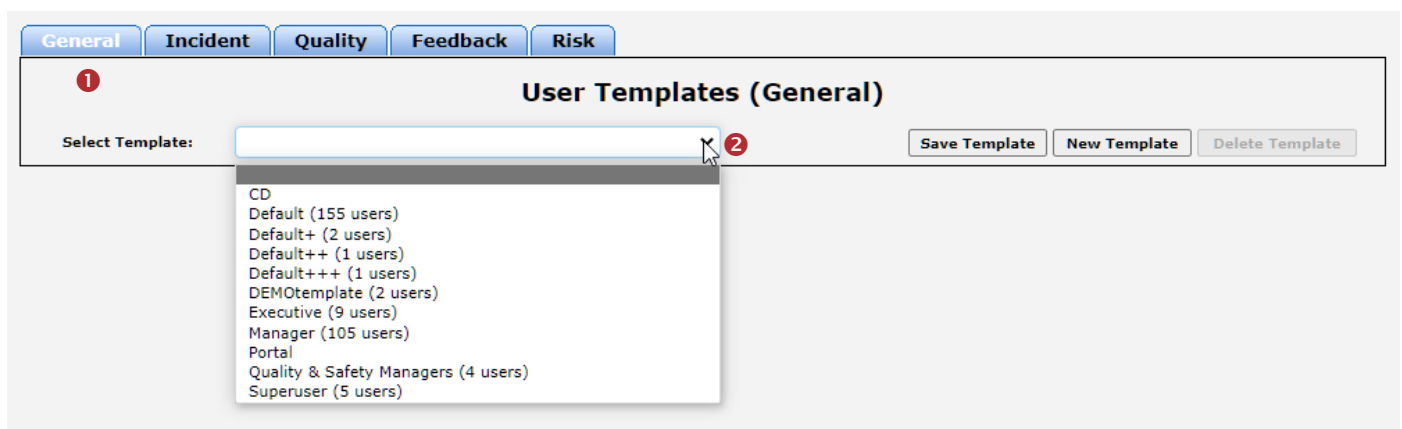 General Incident Quality Feedback Risk
1
User Templates (General)
Select Template: 2 Save Template New Template Delete Template
CD
Default (155 users)
Default+ (2 users)
Default++ (1 users)
Default+++ (1 users)
DEMOtemplate (2 users)
Executive (9 users)
Manager (105 users)
Portal
Quality & Safety Managers (4 users)
Superuser (5 users)